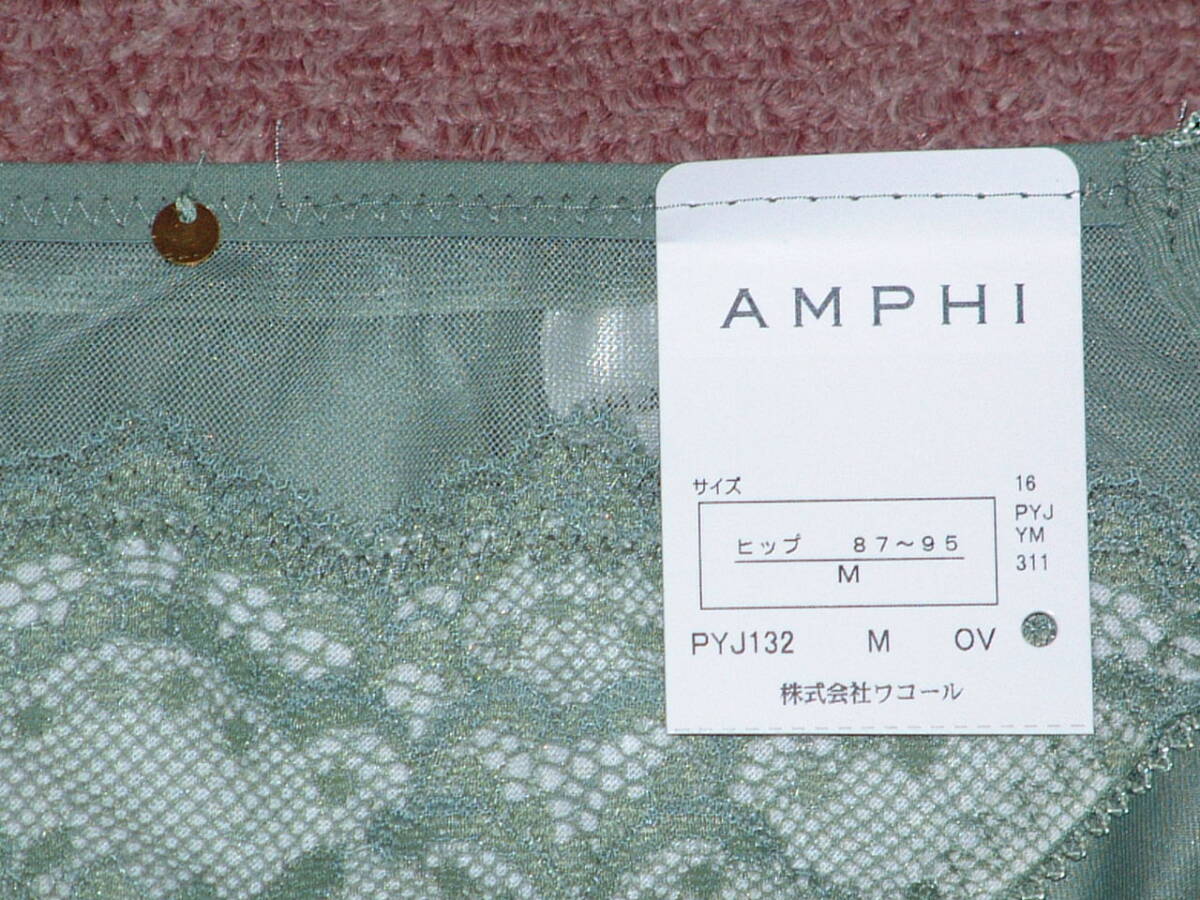 AMPHI
サイズ
ヒップ 87～95
M
16
PYJ
YM
311
PYJ132 M OV
株式会社ワコール